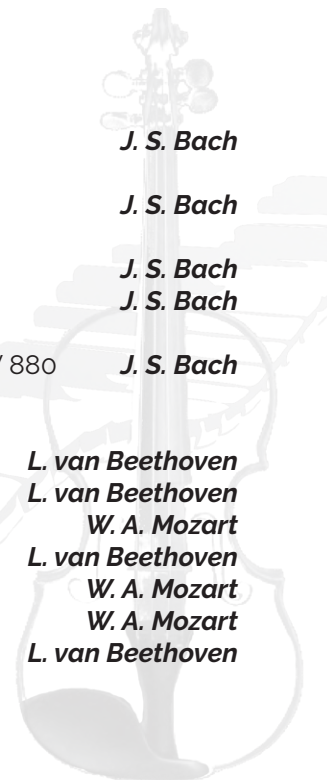 J. S. Bach
J. S. Bach
J. S. Bach
J. S. Bach
880 J. S. Bach
L. van Beethoven
L. van Beethoven
W. A. Mozart
L. van Beethoven
W. A. Mozart
W. A. Mozart
L. van Beethoven